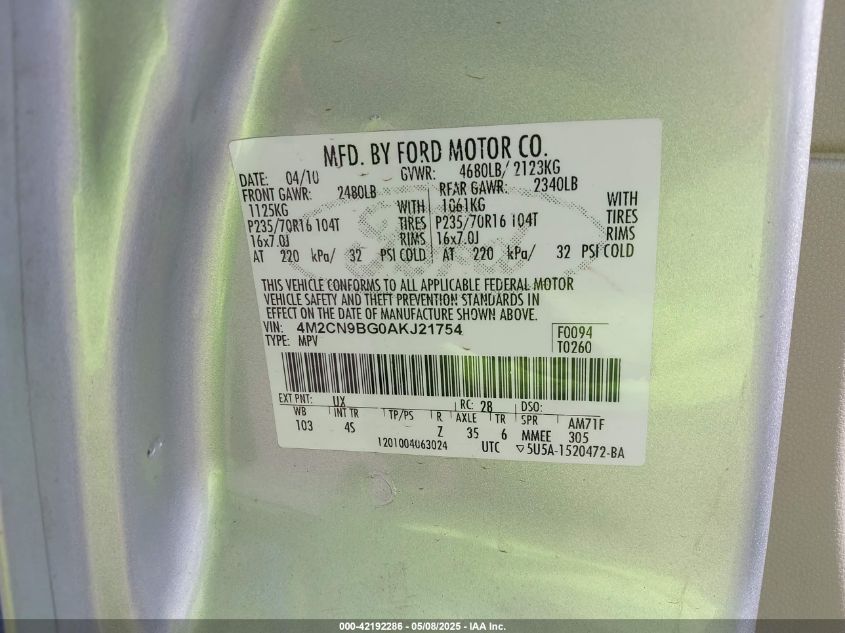 MFD. BY FORD MOTOR CO.
DATE: 04/10 GVWR: 4680LB/ 2123KG
FRONT GAWR: 2480LB REAR GAWR: 2340LB
1125KG WITH 1061KG WITH
P235/70R16 104T TIRES P235/70R16 104T TIRES
16x7.0J RIMS 16x7.0J RIMS
AT 220 kPa/ 32 PSI COLD AT 220 kPa/ 32 PSI COLD
THIS VEHICLE CONFORMS TO ALL APPLICABLE FEDERAL MOTOR
VEHICLE SAFETY AND THEFT PREVENTION STANDARDS IN
EFFECT ON THE DATE OF MANUFACTURE SHOWN ABOVE.
VIN: 4M2CN9BG0AKJ21754 F0094
TYPE: MPV T0260
EXT PNT: UX RC: 28 DSO:
WB INT TR TP/PS R AXLE TR SPR AM71F
103 4S Z 35 6 MMEE 305
1201004063024 UTC ▽5U5A-1520472-BA
Ford
000-42192286 - 05/08/2025 - IAA Inc.